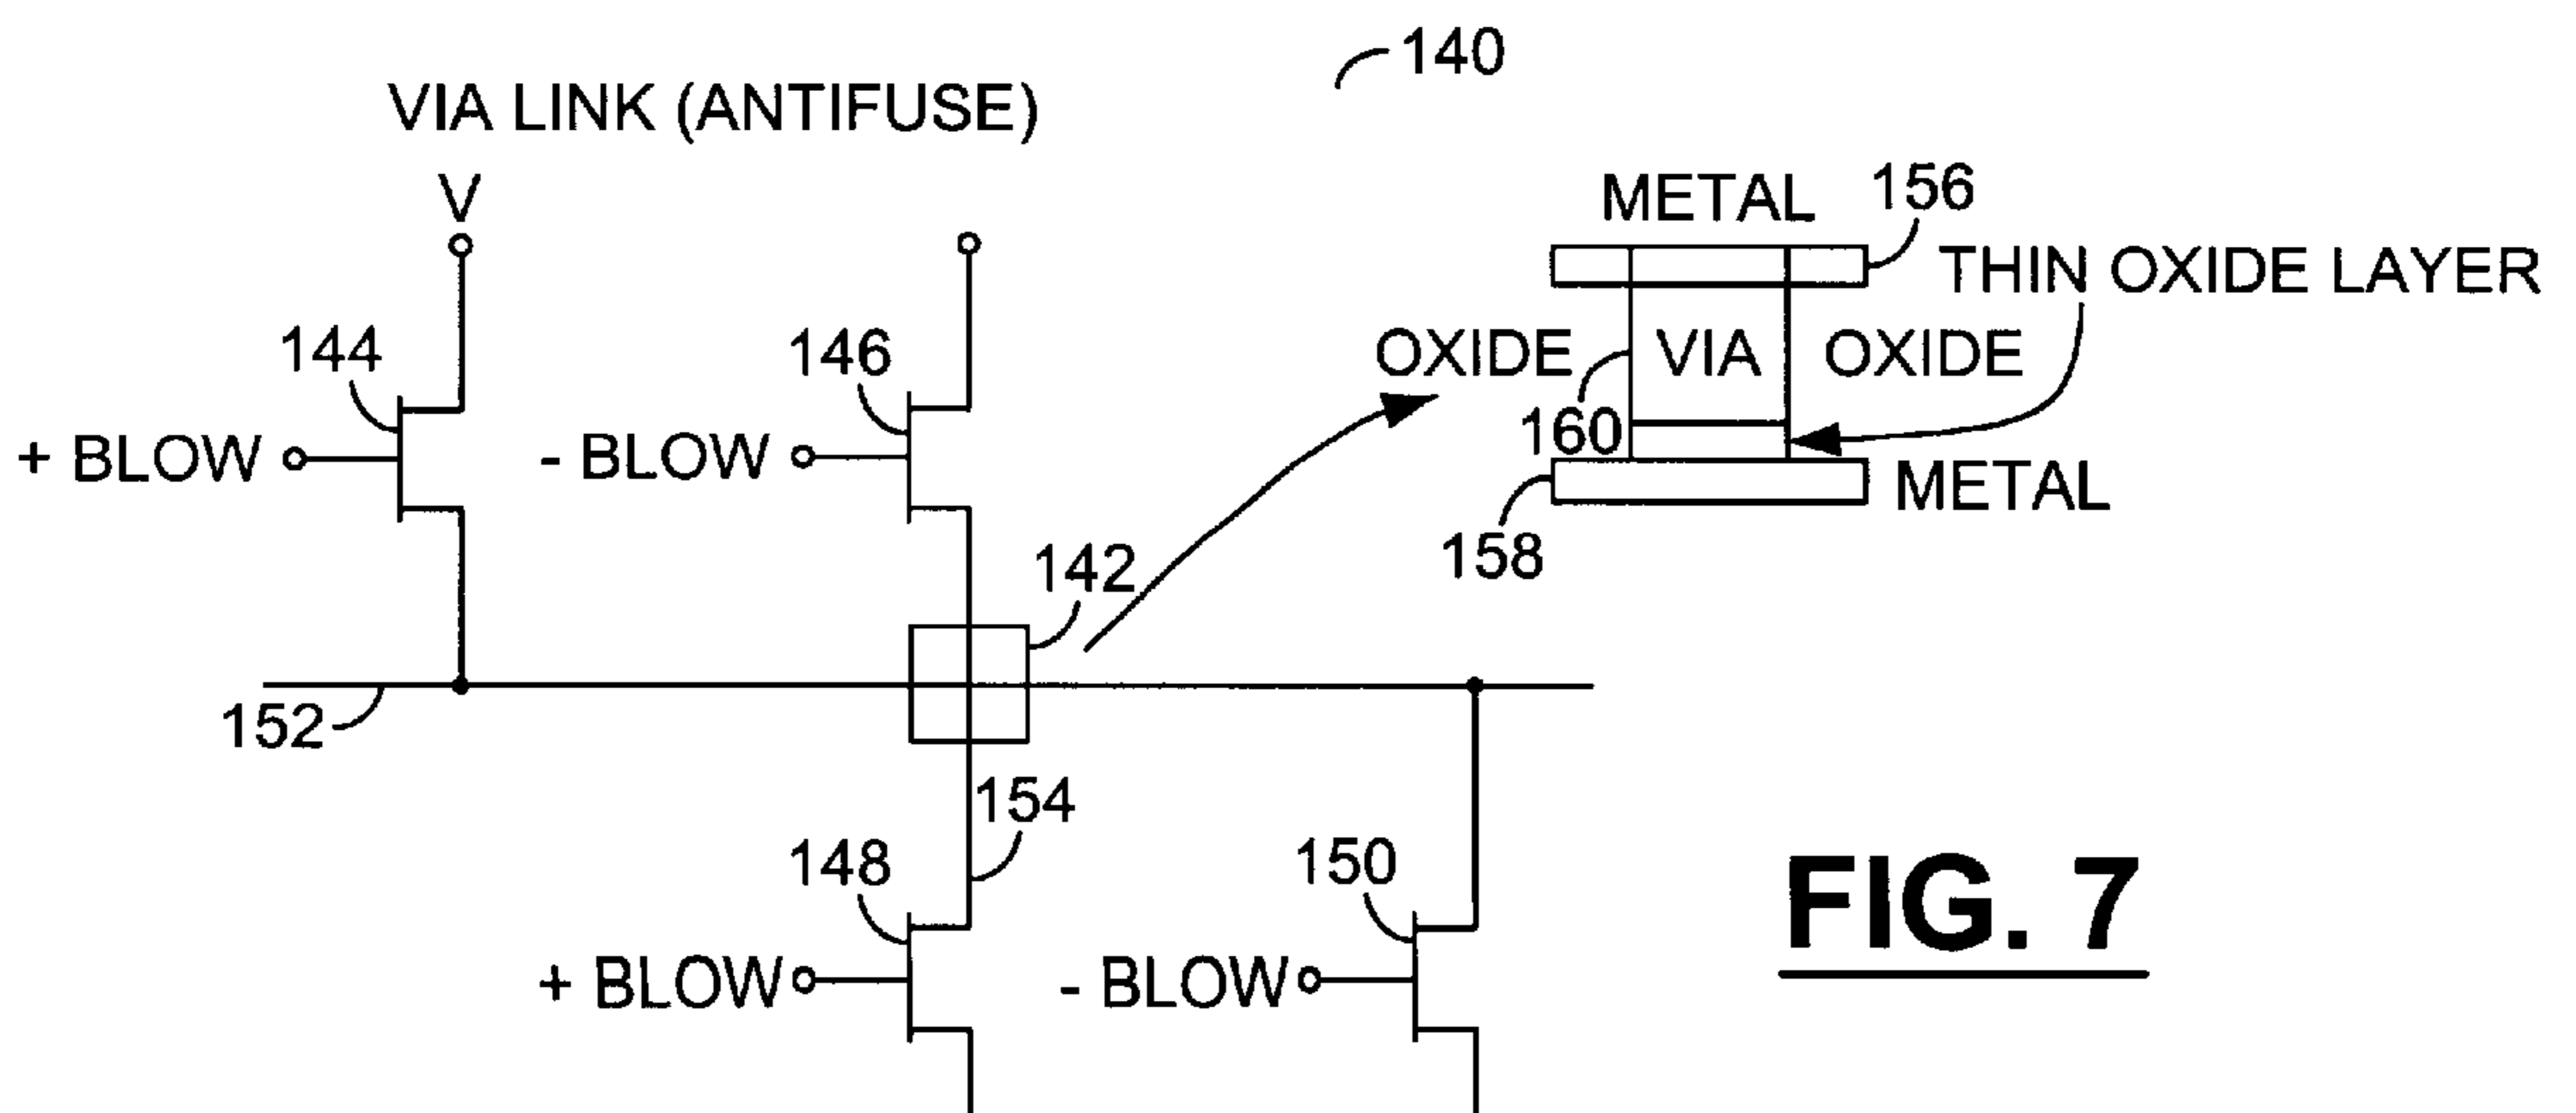 140
VIA LINK (ANTIFUSE)
V
METAL
156
THIN OXIDE LAYER
144
146
OXIDE
VIA
OXIDE
160
+ BLOW
- BLOW
METAL
158
142
152
154
148
150
+ BLOW
- BLOW
FIG. 7